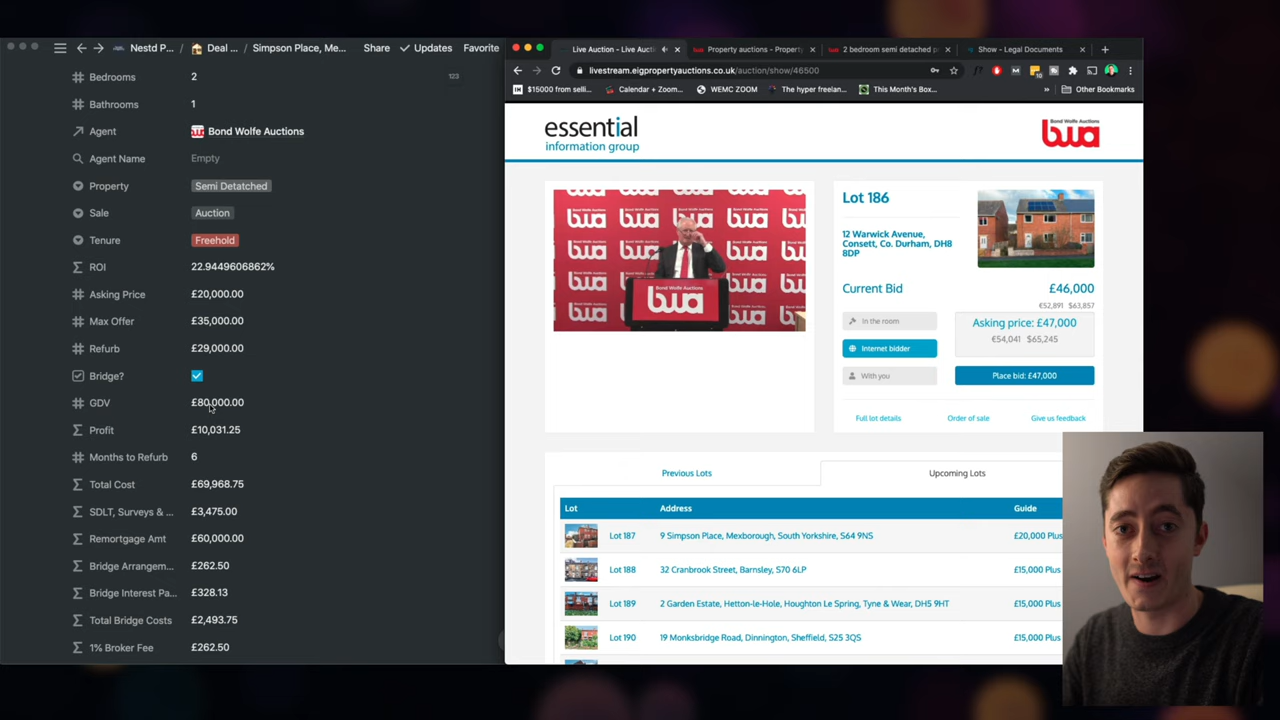 Nestd P... / Deal ... / Simpson Place, Me... Share Updates Favorite
Bedrooms 2
123
Bathrooms 1
Agent Bond Wolfe Auctions
Agent Name Empty
Property Semi Detatched
Sale Auction
Tenure Freehold
ROI 22.9449606862%
Asking Price £20,000.00
Max Offer £35,000.00
Refurb £29,000.00
Bridge?
GDV £80,000.00
Profit £10,031.25
Months to Refurb 6
Total Cost £69,968.75
SDLT, Surveys & ... £3,475.00
Remortgage Amt £60,000.00
Bridge Arrangem... £262.50
Bridge Interest Pa... £328.13
Total Bridge Costs £2,493.75
1% Broker Fee £262.50
Live Auction - Live Aucti
Property auctions - Propert
2 bedroom semi detached p
Show - Legal Documents
livestream.eigpropertyauctions.co.uk/auction/show/46500
$15000 from selli...
Calendar + Zoom...
WEMC ZOOM
The hyper freelan...
This Month's Box...
Other Bookmarks
essential
information group
bwa
Bond Wolfe Auctions
bwa
Lot 186
12 Warwick Avenue,
Consett, Co. Durham, DH8
8DP
Current Bid £46,000
€52,891 $63,857
In the room
Internet bidder
With you
Asking price: £47,000
€54,041 $65,245
Place bid: £47,000
Full lot details
Order of sale
Give us feedback
Previous Lots
Upcoming Lots
Lot Address Guide
Lot 187 9 Simpson Place, Mexborough, South Yorkshire, S64 9NS £20,000 Plus
Lot 188 32 Cranbrook Street, Barnsley, S70 6LP £15,000 Plus
Lot 189 2 Garden Estate, Hetton-le-Hole, Houghton Le Spring, Tyne & Wear, DH5 9HT £15,000 Plus
Lot 190 19 Monksbridge Road, Dinnington, Sheffield, S25 3QS £15,000 Plus